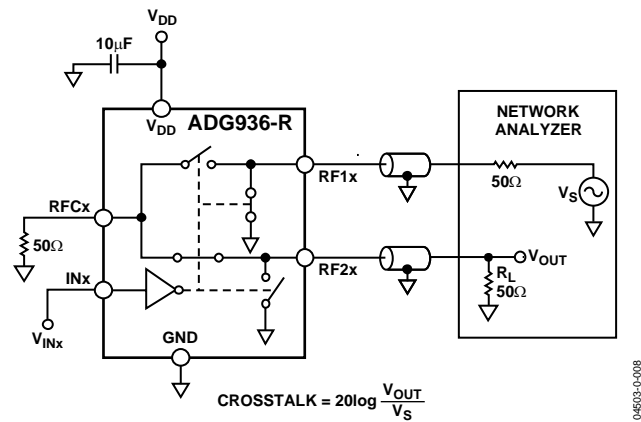 V_DD
10µF
V_DD
ADG936-R
NETWORK
ANALYZER
RF1x
50Ω
V_S
RFCx
50Ω
RF2x
V_OUT
R_L
50Ω
INx
V_INx
GND
CROSSTALK = 20log V_OUT / V_S
04503-0-008